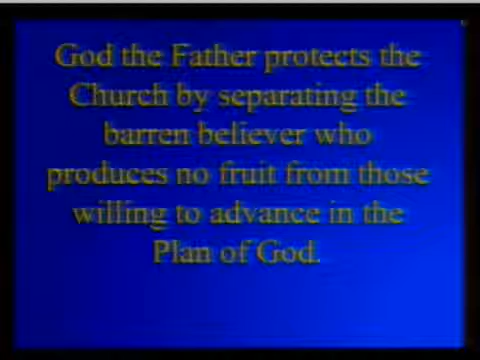 God the Father protects the
Church by separating the
barren believer who
produces no fruit from those
willing to advance in the
Plan of God.